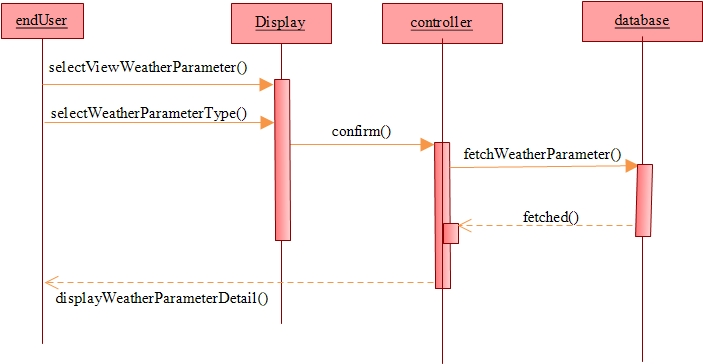 endUser
Display
controller
database
selectViewWeatherParameter()
selectWeatherParameterType()
confirm()
fetchWeatherParameter()
fetched()
displayWeatherParameterDetail()